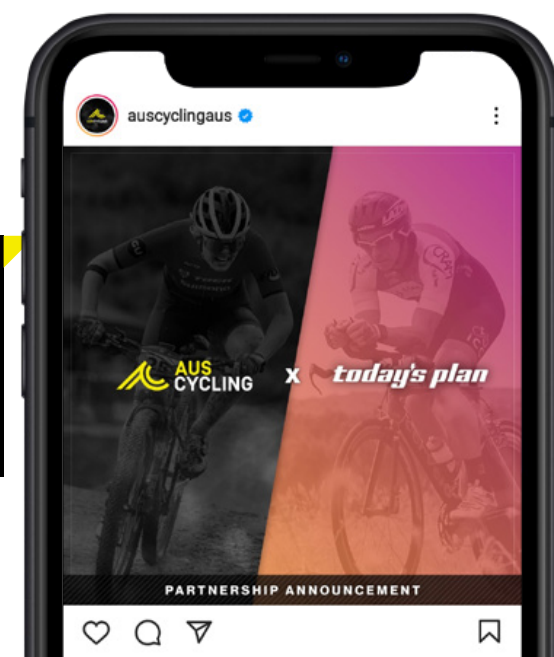 auscyclingaus
AUS
CYCLING
X
today's plan
PARTNERSHIP ANNOUNCEMENT